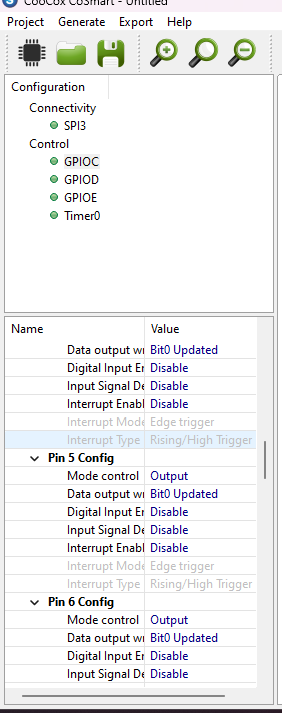 CooCox CoSmart - Untitled
Project Generate Export Help
Configuration
Connectivity
SPI3
Control
GPIOC
GPIOD
GPIOE
Timer0
Name Value
Data output wr Bit0 Updated
Digital Input Er Disable
Input Signal De Disable
Interrupt Enabl Disable
Interrupt Mode Edge trigger
Interrupt Type Rising/High Trigger
Pin 5 Config
Mode control Output
Data output wr Bit0 Updated
Digital Input Er Disable
Input Signal De Disable
Interrupt Enabl Disable
Interrupt Mode Edge trigger
Interrupt Type Rising/High Trigger
Pin 6 Config
Mode control Output
Data output wr Bit0 Updated
Digital Input Er Disable
Input Signal De Disable